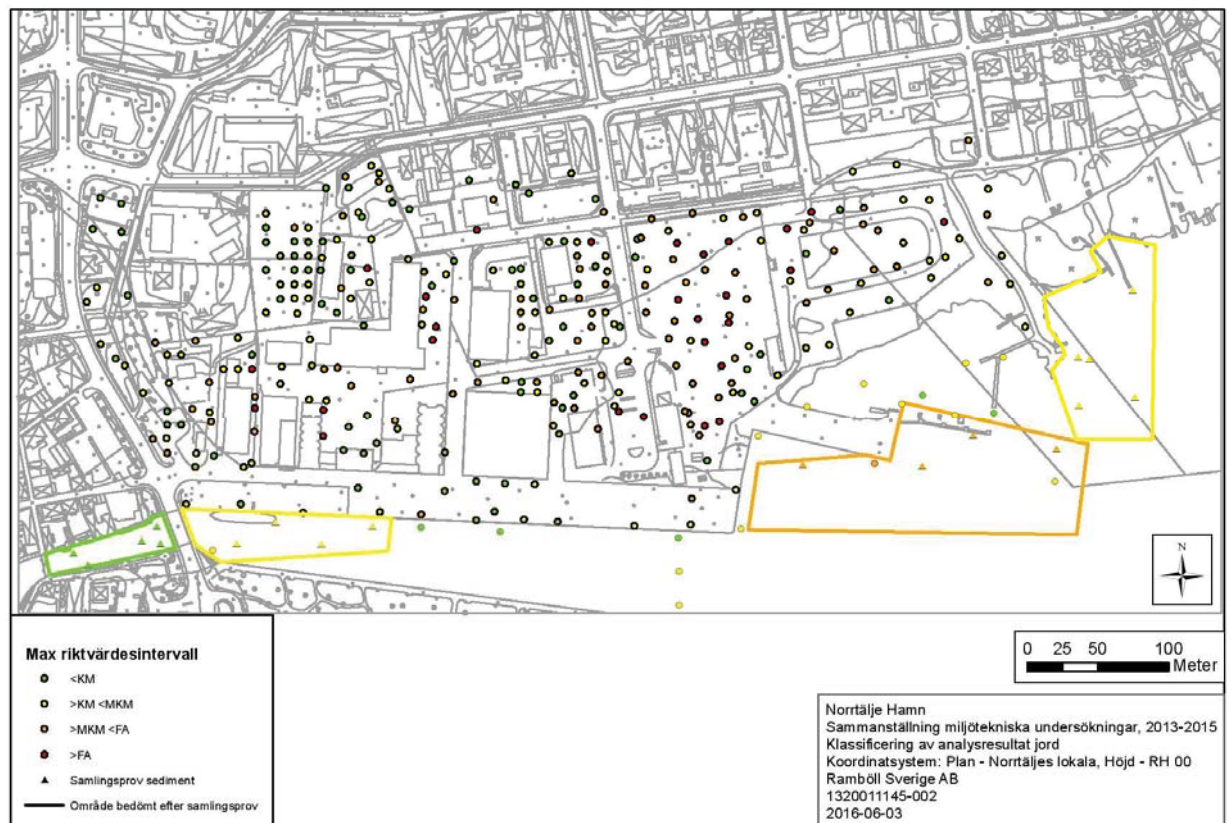 N
Max riktvärdesintervall
<KM
>KM <MKM
>MKM <FA
>FA
Samlingsprov sediment
Område bedömt efter samlingsprov
0 25 50 100
Meter
Norrtälje Hamn
Sammanställning miljötekniska undersökningar, 2013-2015
Klassificering av analysresultat jord
Koordinatsystem: Plan - Norrtäljes lokala, Höjd - RH 00
Ramböll Sverige AB
1320011145-002
2016-06-03